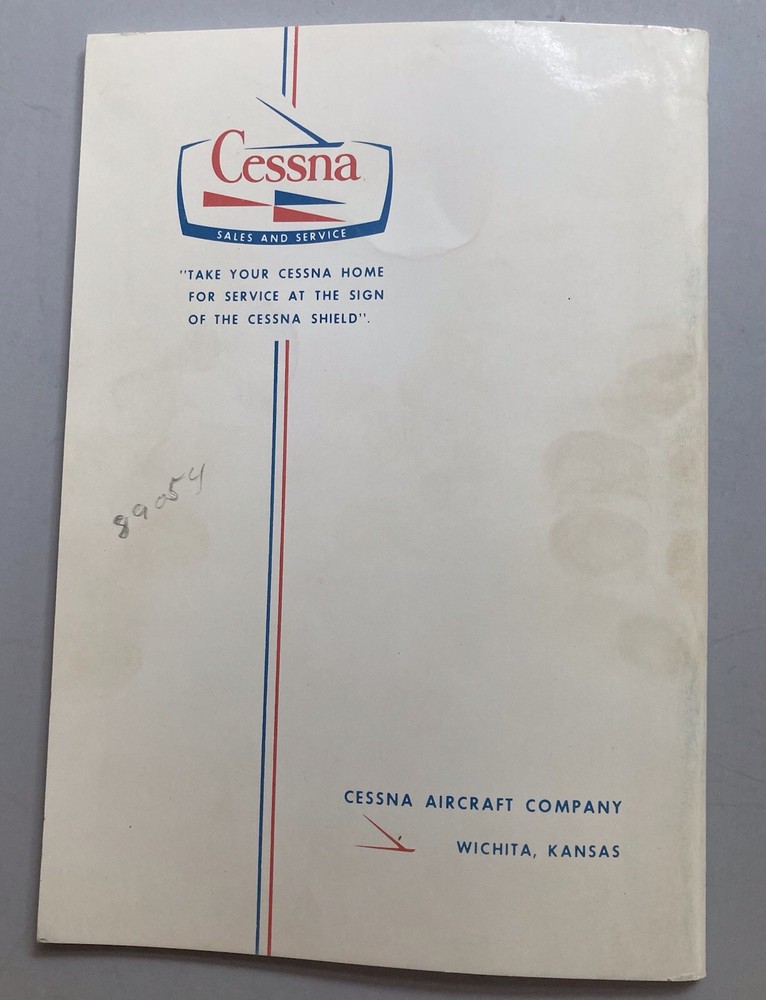 Cessna
SALES AND SERVICE
"TAKE YOUR CESSNA HOME
FOR SERVICE AT THE SIGN
OF THE CESSNA SHIELD".
89054
CESSNA AIRCRAFT COMPANY
WICHITA, KANSAS